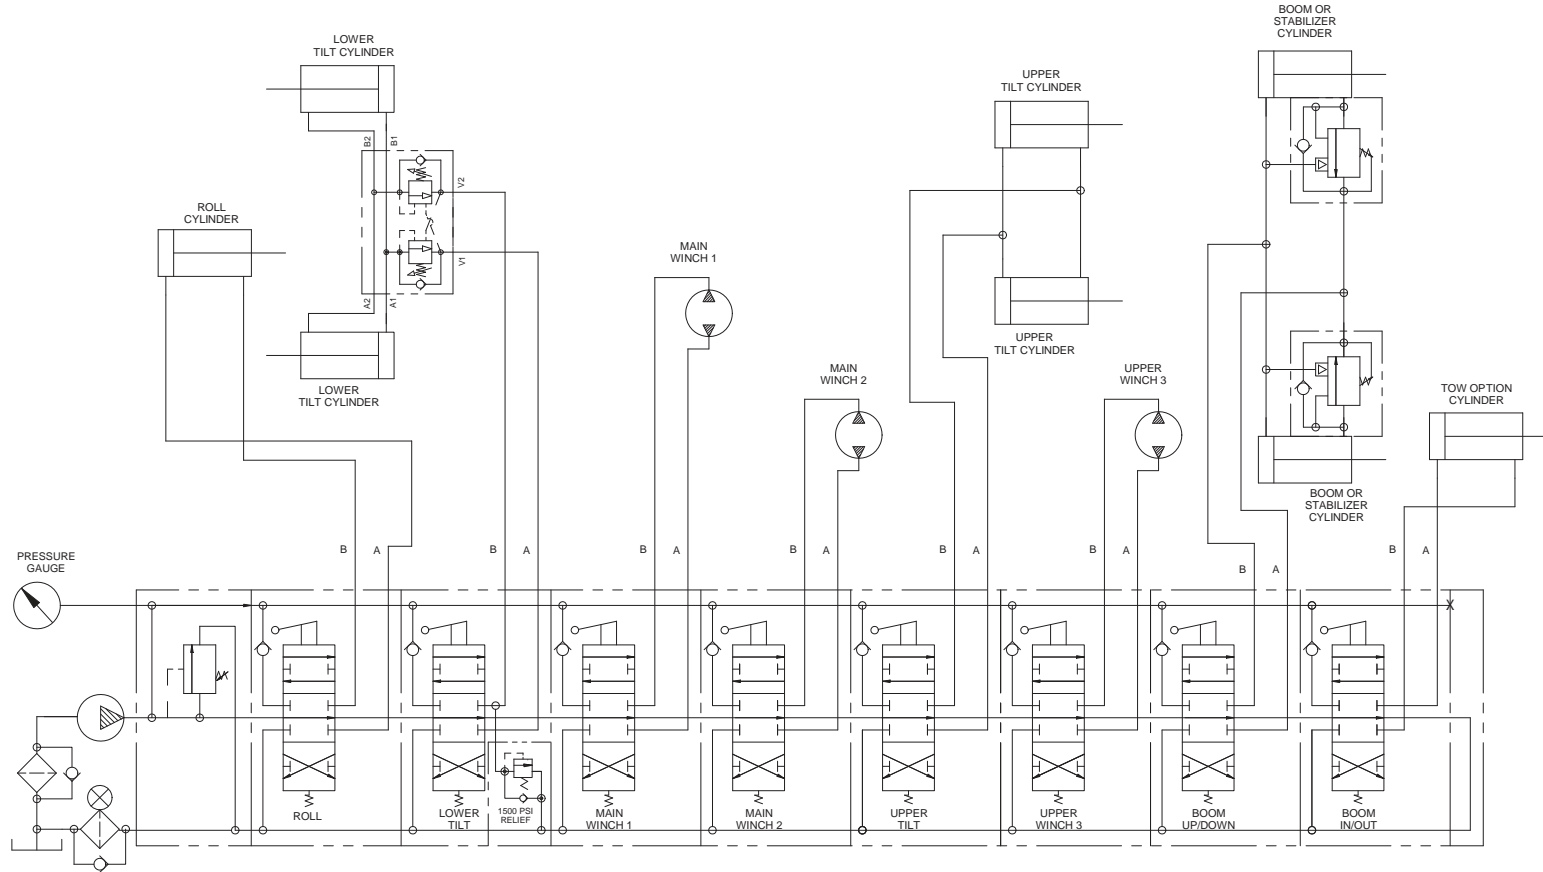 BOOM OR
STABILIZER
CYLINDER
LOWER
TILT CYLINDER
UPPER
TILT CYLINDER
B2
B1
V2
ROLL
CYLINDER
MAIN
WINCH 1
V1
A2
A1
UPPER
TILT CYLINDER
MAIN
WINCH 2
UPPER
WINCH 3
LOWER
TILT CYLINDER
TOW OPTION
CYLINDER
BOOM OR
STABILIZER
CYLINDER
PRESSURE
GAUGE
B
A
B
A
B
A
B
A
B
A
B
A
B
A
B
A
X
ROLL
LOWER
TILT
1500 PSI
RELIEF
MAIN
WINCH 1
MAIN
WINCH 2
UPPER
TILT
UPPER
WINCH 3
BOOM
UP/DOWN
BOOM
IN/OUT